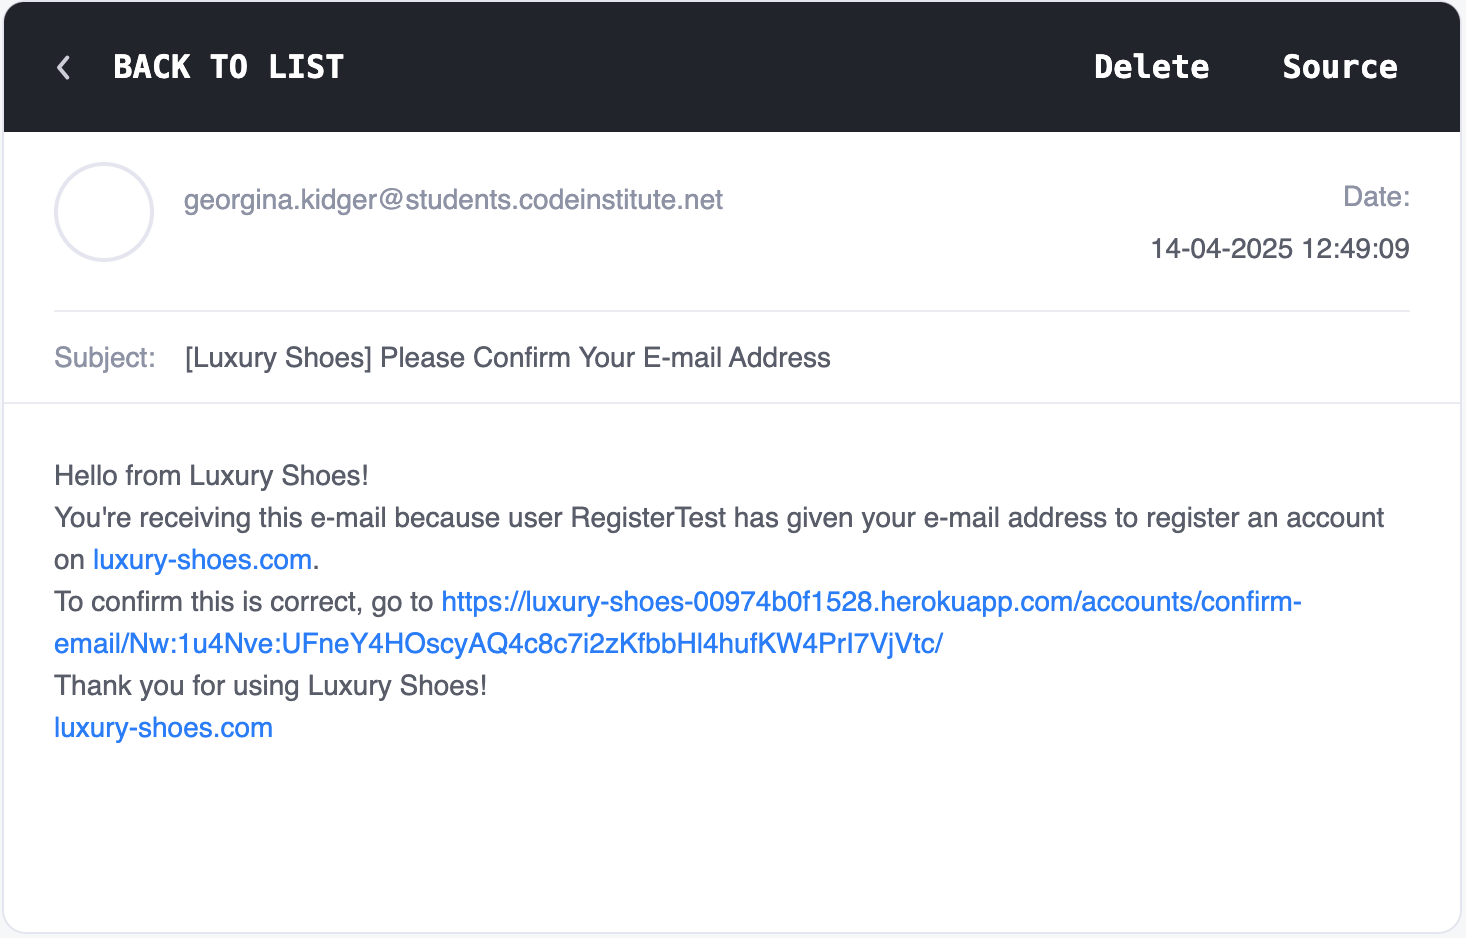 BACK TO LIST
Delete
Source
georgina.kidger@students.codeinstitute.net
Date:
14-04-2025 12:49:09
Subject: [Luxury Shoes] Please Confirm Your E-mail Address
Hello from Luxury Shoes!
You're receiving this e-mail because user RegisterTest has given your e-mail address to register an account
on luxury-shoes.com.
To confirm this is correct, go to https://luxury-shoes-00974b0f1528.herokuapp.com/accounts/confirm-
email/Nw:1u4Nve:UFneY4HOscyAQ4c8c7i2zKfbbHl4hufKW4PrI7VjVtc/
Thank you for using Luxury Shoes!
luxury-shoes.com